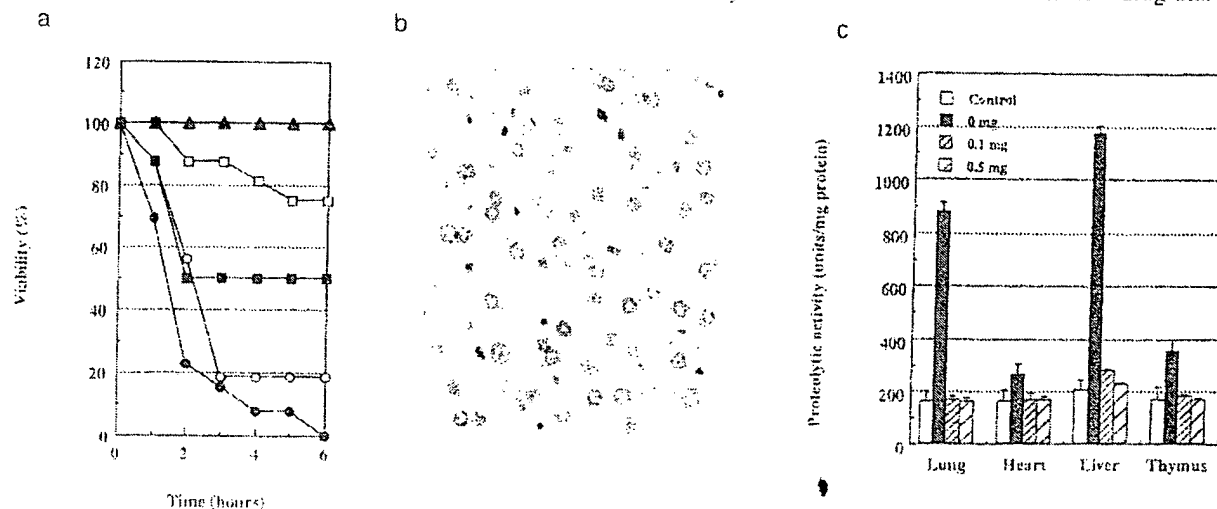 a
b
c
120
100
80
60
40
20
0
Viability (%)
0 2 4 6
Time (hours)
1400
1200
1000
800
600
400
200
0
Proteolytic activity (units/mg protein)
Control
0 mg
0.1 mg
0.5 mg
Lung Heart Liver Thymus